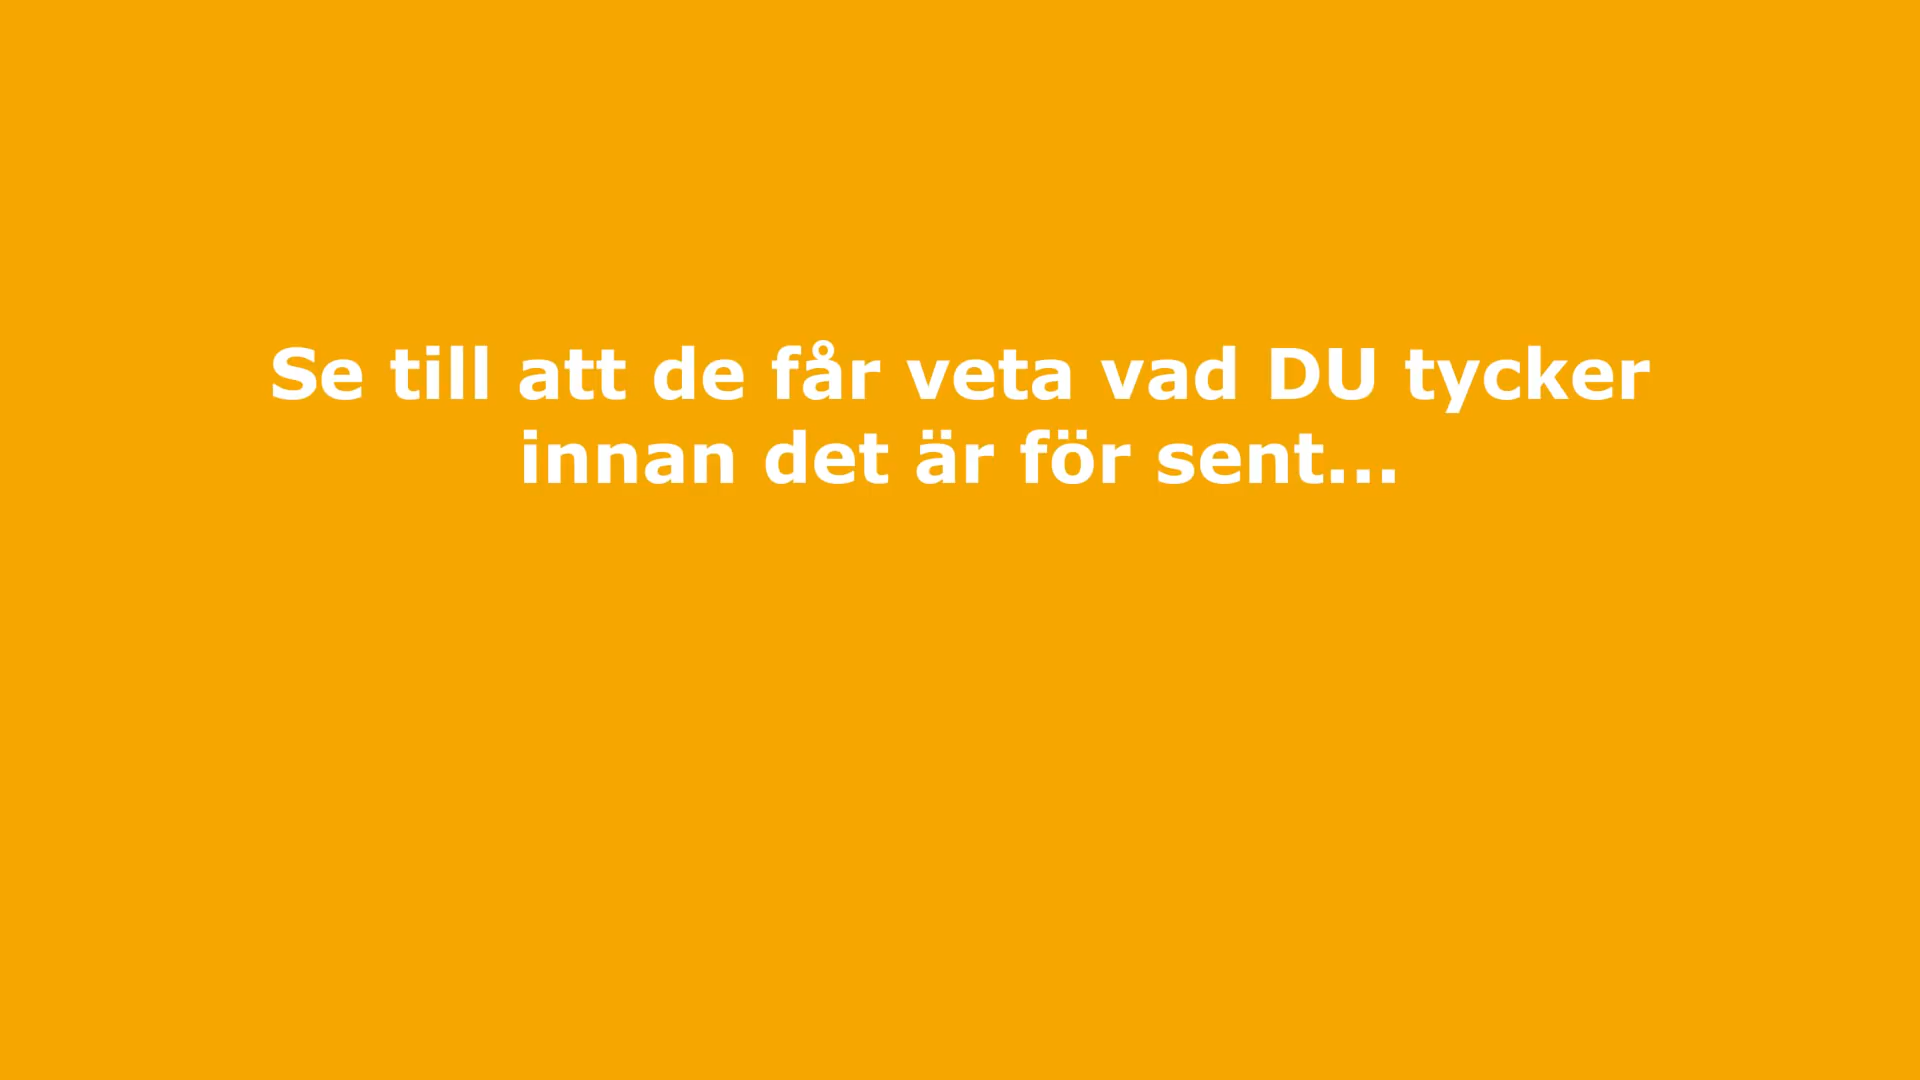 Se till att de får veta vad DU tycker
innan det är för sent...